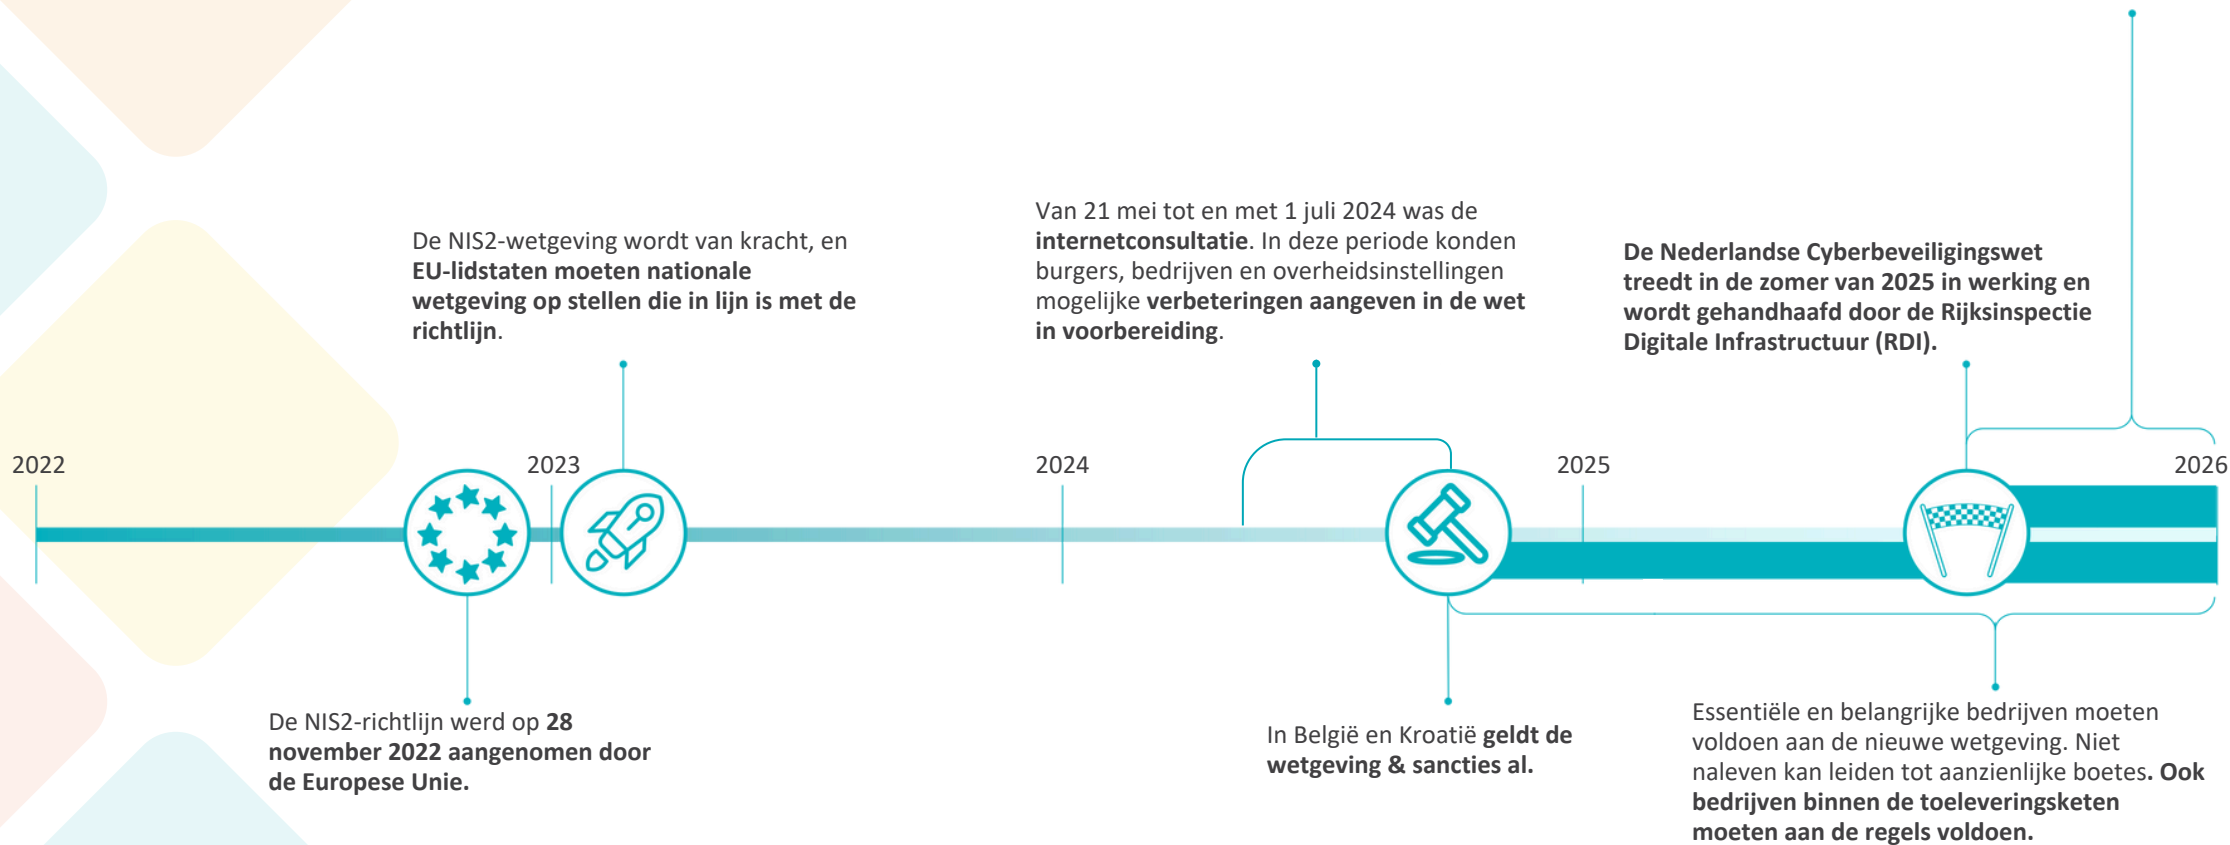 De NIS2-wetgeving wordt van kracht, en
EU-lidstaten moeten nationale
wetgeving op stellen die in lijn is met de
richtlijn.
Van 21 mei tot en met 1 juli 2024 was de
internetconsultatie. In deze periode konden
burgers, bedrijven en overheidsinstellingen
mogelijke verbeteringen aangeven in de wet
in voorbereiding.
De Nederlandse Cyberbeveiligingswet
treedt in de zomer van 2025 in werking en
wordt gehandhaafd door de Rijksinspectie
Digitale Infrastructuur (RDI).
2022
2023
2024
2025
2026
De NIS2-richtlijn werd op 28
november 2022 aangenomen door
de Europese Unie.
In België en Kroatië geldt de
wetgeving & sancties al.
Essentiële en belangrijke bedrijven moeten
voldoen aan de nieuwe wetgeving. Niet
naleven kan leiden tot aanzienlijke boetes. Ook
bedrijven binnen de toeleveringsketen
moeten aan de regels voldoen.